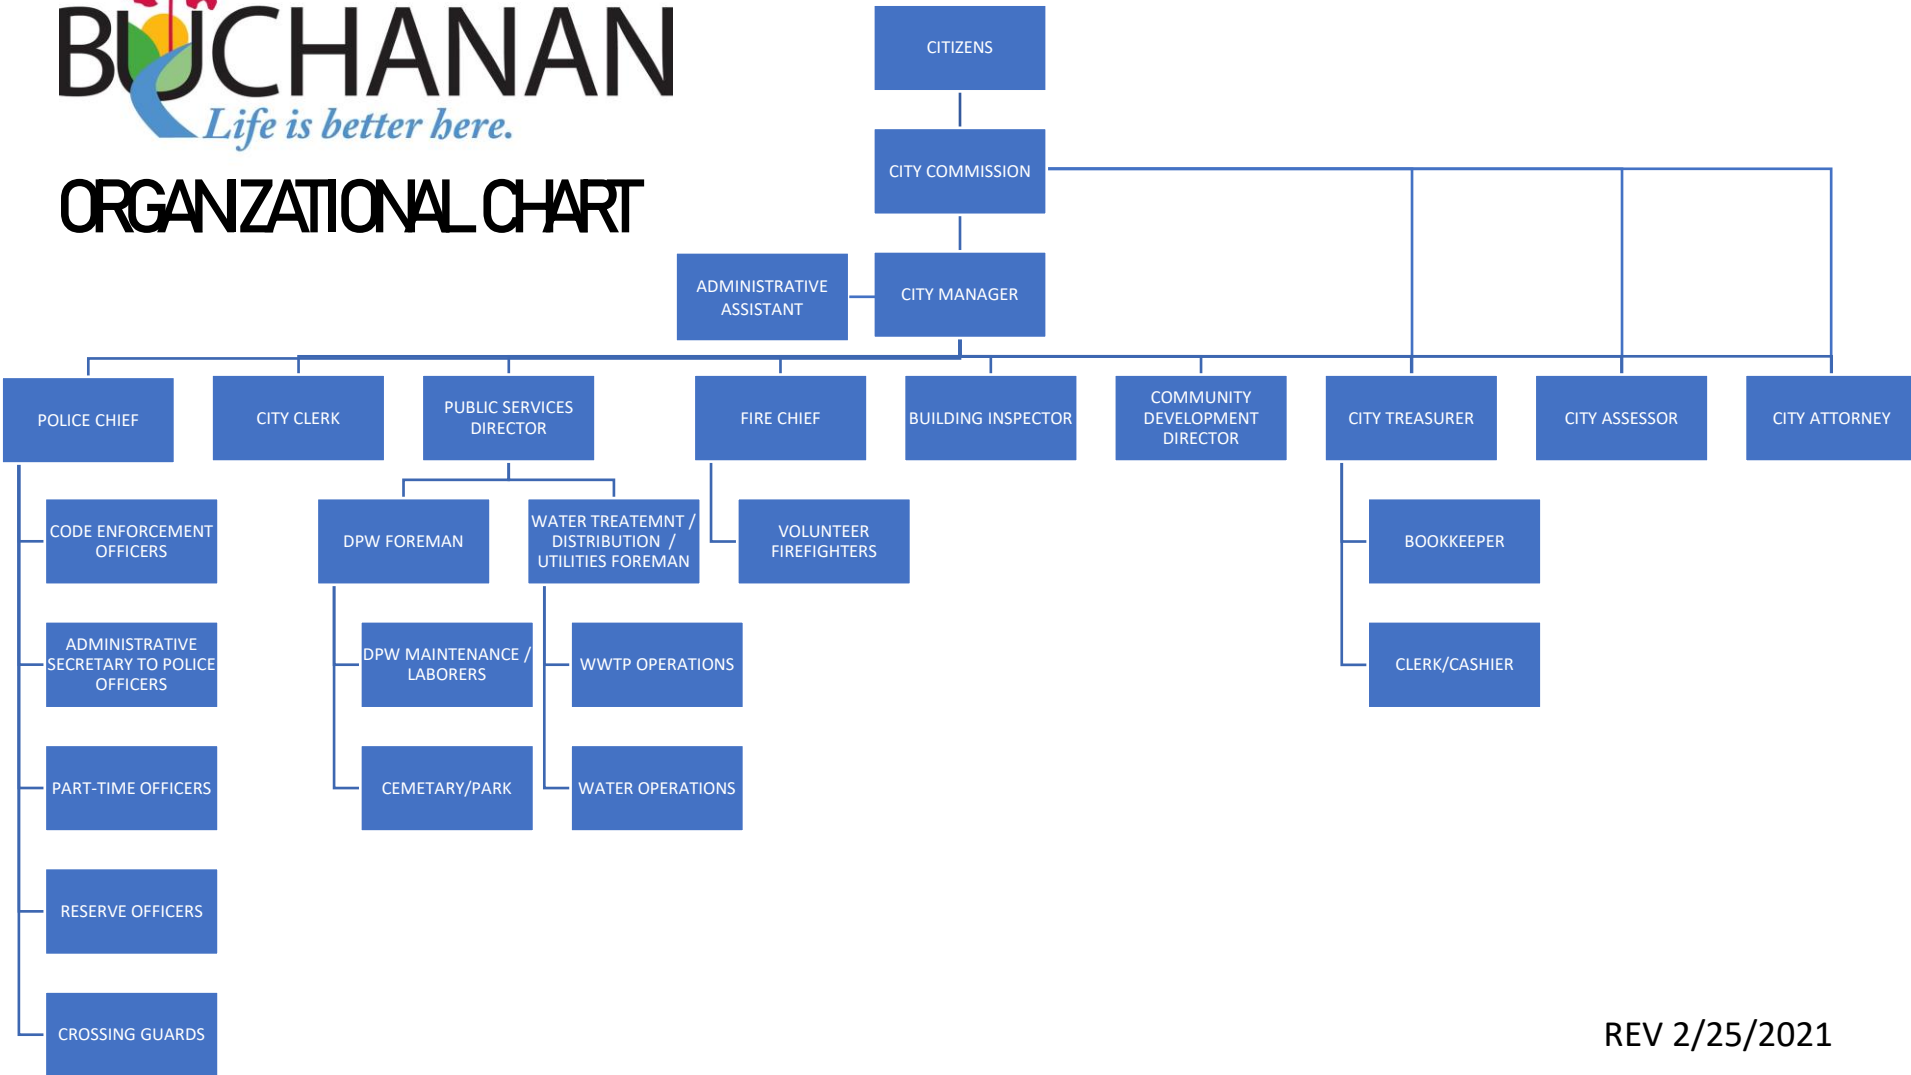 BUCHANAN
Life is better here.
ORGANIZATIONAL CHART
CITIZENS
CITY COMMISSION
ADMINISTRATIVE
ASSISTANT
CITY MANAGER
POLICE CHIEF
CITY CLERK
PUBLIC SERVICES
DIRECTOR
FIRE CHIEF
BUILDING INSPECTOR
COMMUNITY
DEVELOPMENT
DIRECTOR
CITY TREASURER
CITY ASSESSOR
CITY ATTORNEY
CODE ENFORCEMENT
OFFICERS
DPW FOREMAN
WATER TREATEMNT /
DISTRIBUTION /
UTILITIES FOREMAN
VOLUNTEER
FIREFIGHTERS
BOOKKEEPER
ADMINISTRATIVE
SECRETARY TO POLICE
OFFICERS
DPW MAINTENANCE /
LABORERS
WWTP OPERATIONS
CLERK/CASHIER
PART-TIME OFFICERS
CEMETARY/PARK
WATER OPERATIONS
RESERVE OFFICERS
CROSSING GUARDS
REV 2/25/2021